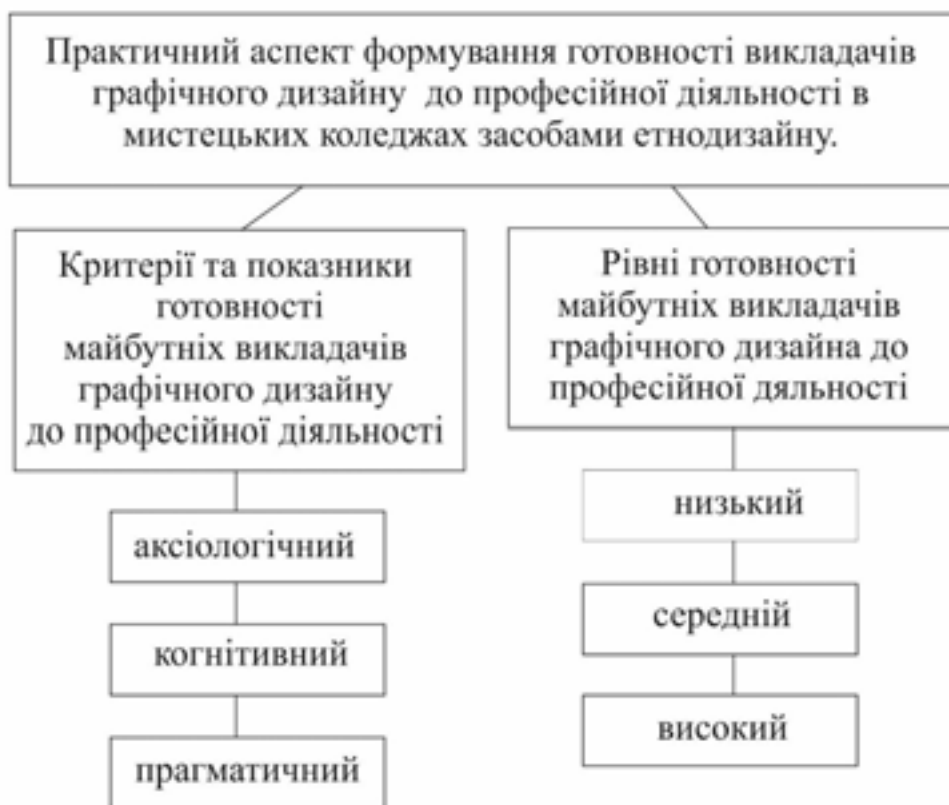 Практичний аспект формування готовності викладачів
графічного дизайну до професійної діяльності в
мистецьких коледжах засобами етнодизайну.
Критерії та показники
готовності
майбутніх викладачів
графічного дизайну
до професійної діяльності
аксіологічний
когнітивний
прагматичний
Рівні готовності
майбутніх викладачів
графічного дизайна до
професійної дяльності
низький
середній
високий